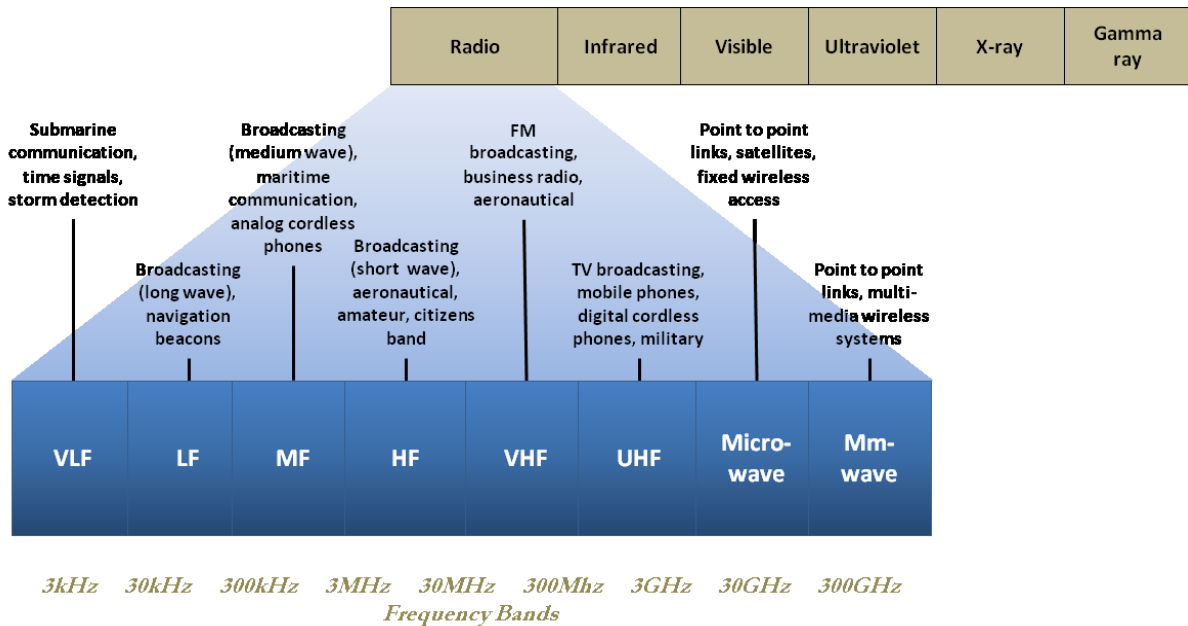 Radio
Infrared
Visible
Ultraviolet
X-ray
Gamma
ray
Submarine
communication,
time signals,
storm detection
Broadcasting
(long wave),
navigation
beacons
Broadcasting
(medium wave),
maritime
communication,
analog cordless
phones
Broadcasting
(short wave),
aeronautical,
amateur, citizens
band
FM
broadcasting,
business radio,
aeronautical
TV broadcasting,
mobile phones,
digital cordless
phones, military
Point to point
links, satellites,
fixed wireless
access
Point to point
links, multi-
media wireless
systems
VLF
LF
MF
HF
VHF
UHF
Micro-
wave
Mm-
wave
3kHz 30kHz 300kHz 3MHz 30MHz 300Mhz 3GHz 30GHz 300GHz
Frequency Bands